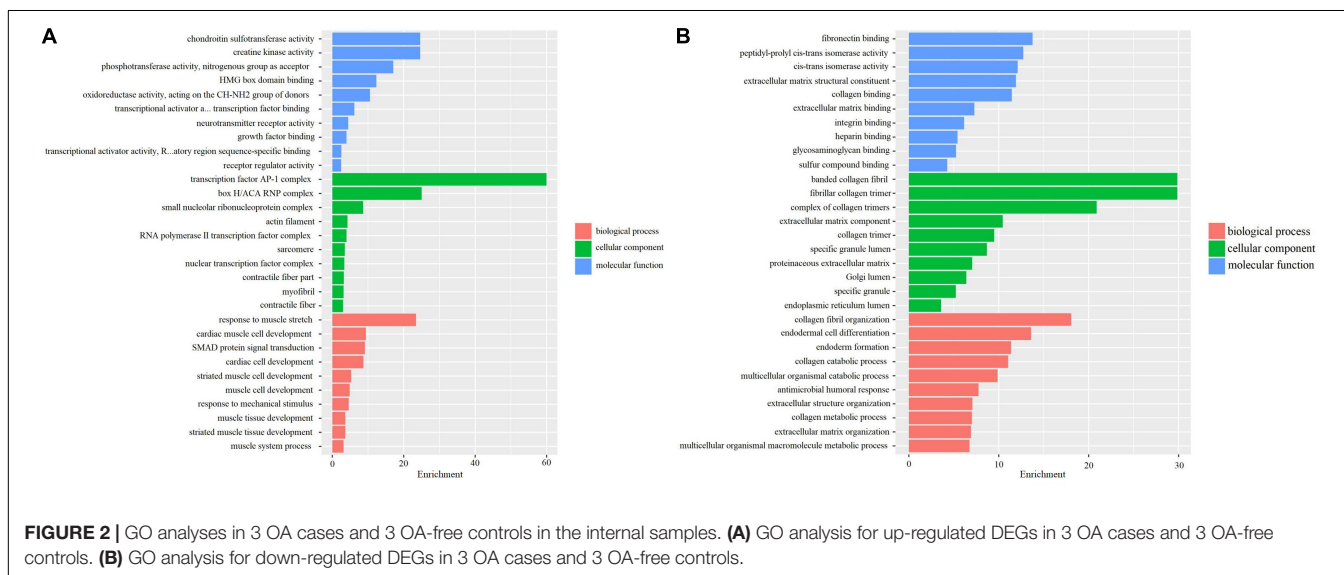 A
chondroitin sulfotransferase activity
creatine kinase activity
phosphotransferase activity, nitrogenous group as acceptor
HMG box domain binding
oxidoreductase activity, acting on the CH-NH2 group of donors
transcriptional activator a... transcription factor binding
neurotransmitter receptor activity
growth factor binding
transcriptional activator activity, R...atory region sequence-specific binding
receptor regulator activity
transcription factor AP-1 complex
box H/ACA RNP complex
small nucleolar ribonucleoprotein complex
actin filament
RNA polymerase II transcription factor complex
sarcomere
nuclear transcription factor complex
contractile fiber part
myofibril
contractile fiber
response to muscle stretch
cardiac muscle cell development
SMAD protein signal transduction
cardiac cell development
striated muscle cell development
muscle cell development
response to mechanical stimulus
muscle tissue development
striated muscle tissue development
muscle system process
0 20 40 60
Enrichment
biological process
cellular component
molecular function
B
fibronectin binding
peptidyl-prolyl cis-trans isomerase activity
cis-trans isomerase activity
extracellular matrix structural constituent
collagen binding
extracellular matrix binding
integrin binding
heparin binding
glycosaminoglycan binding
sulfur compound binding
banded collagen fibril
fibrillar collagen trimer
complex of collagen trimers
extracellular matrix component
collagen trimer
specific granule lumen
proteinaceous extracellular matrix
Golgi lumen
specific granule
endoplasmic reticulum lumen
collagen fibril organization
endodermal cell differentiation
endoderm formation
collagen catabolic process
multicellular organismal catabolic process
antimicrobial humoral response
extracellular structure organization
collagen metabolic process
extracellular matrix organization
multicellular organismal macromolecule metabolic process
0 10 20 30
Enrichment
biological process
cellular component
molecular function
FIGURE 2 | GO analyses in 3 OA cases and 3 OA-free controls in the internal samples. (A) GO analysis for up-regulated DEGs in 3 OA cases and 3 OA-free
controls. (B) GO analysis for down-regulated DEGs in 3 OA cases and 3 OA-free controls.